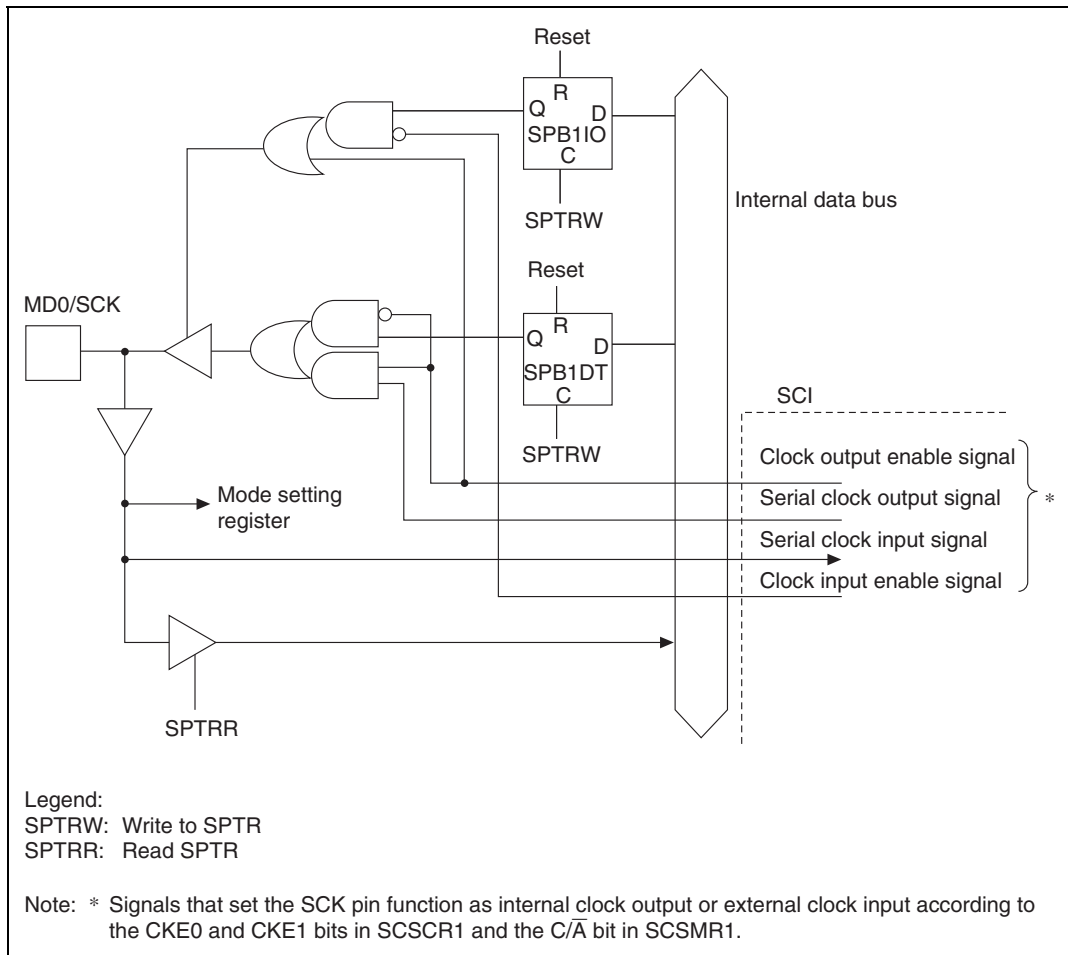 Reset
R
Q
D
SPB1IO
C
SPTRW
Internal data bus
Reset
MD0/SCK
R
Q
D
SPB1DT
C
SPTRW
SCI
Clock output enable signal
Serial clock output signal
*
Mode setting
register
Serial clock input signal
Clock input enable signal
SPTRR
Legend:
SPTRW: Write to SPTR
SPTRR: Read SPTR
Note: * Signals that set the SCK pin function as internal clock output or external clock input according to
the CKE0 and CKE1 bits in SCSCR1 and the C/A̅ bit in SCSMR1.